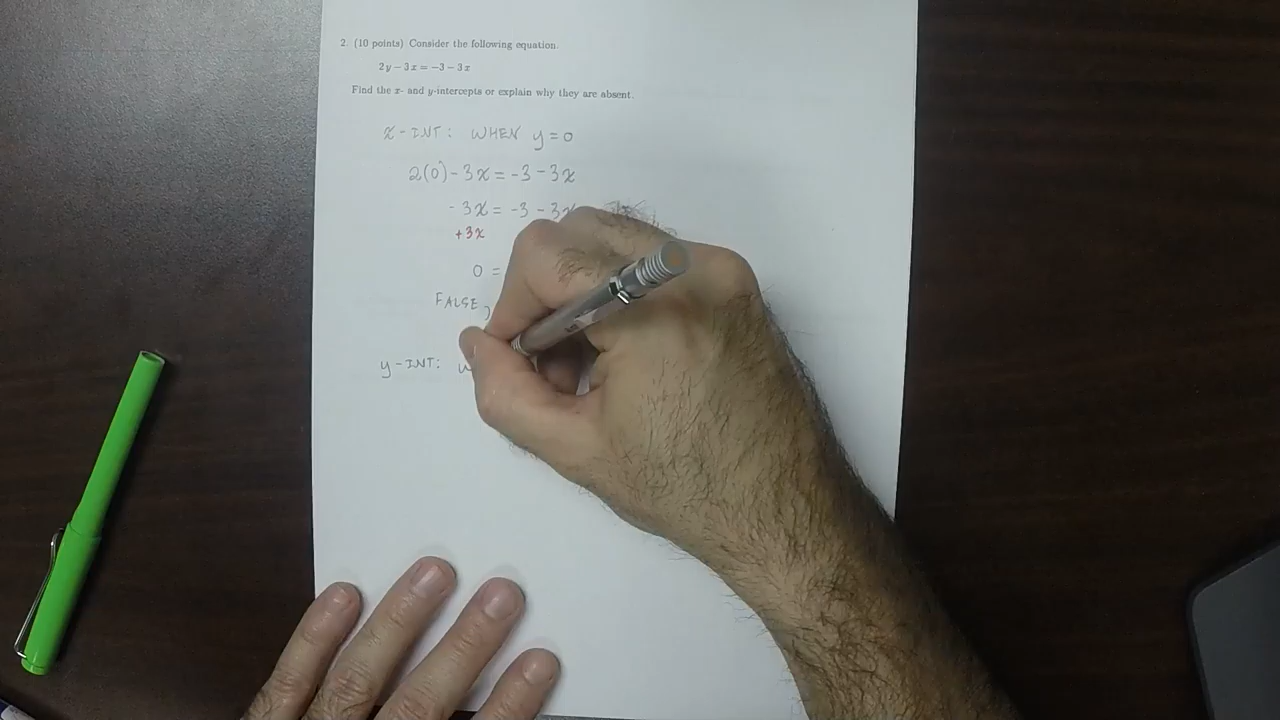 2. (10 points) Consider the following equation.
2y − 3x = −3 − 3x
Find the x- and y-intercepts or explain why they are absent.
x-INT: WHEN y=0
2(0)-3x = -3 -3x
-3x = -3 -3x
+3x
0 =
FALSE,
y-INT: